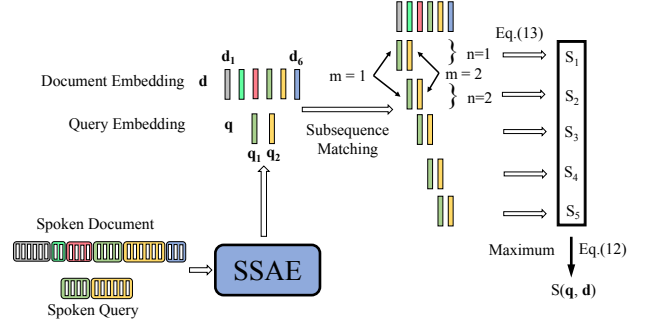 Eq.(13)
d1
d6
n=1
S1
Document Embedding
d
m = 1
m = 2
n=2
S2
Query Embedding
q
Subsequence
Matching
S3
q1 q2
S4
Spoken Document
S5
SSAE
Maximum
Eq.(12)
Spoken Query
S(q, d)